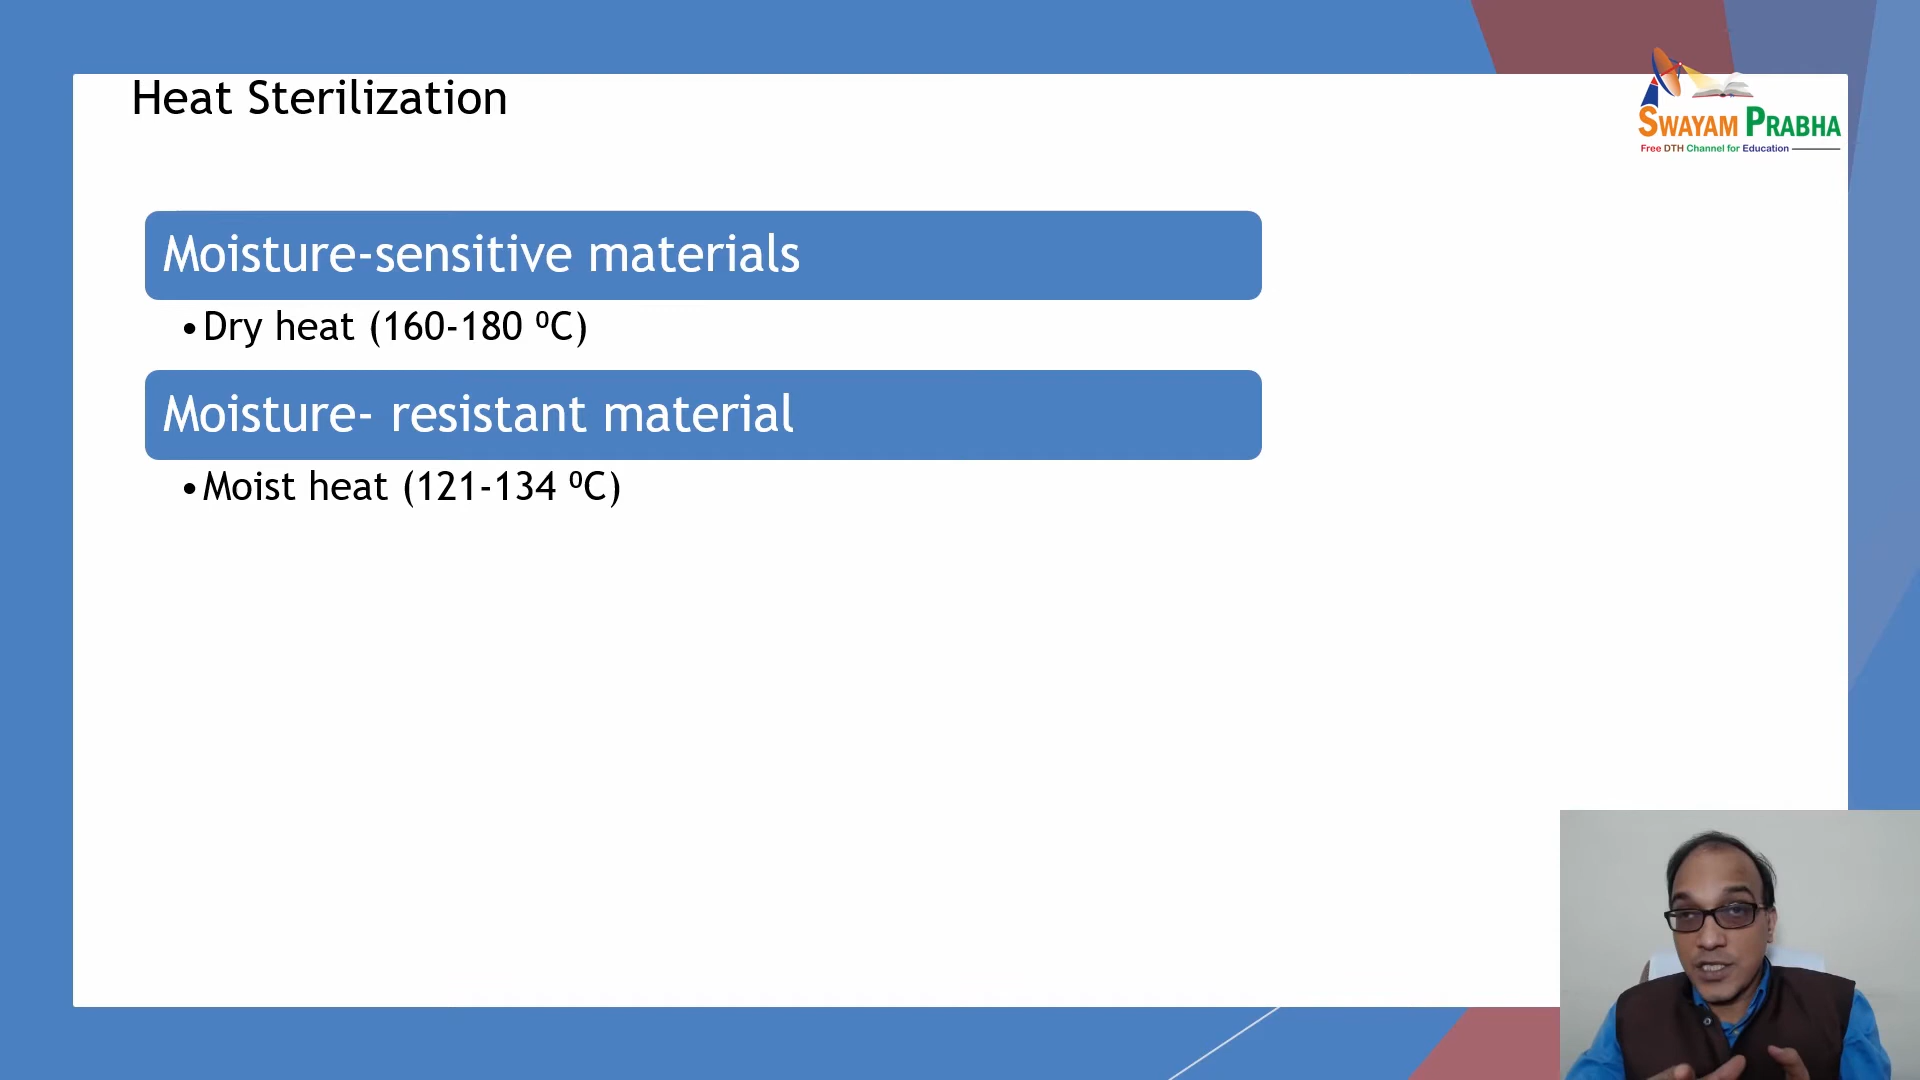 Heat Sterilization
SWAYAM PRABHA
Free DTH Channel for Education
Moisture-sensitive materials
•Dry heat (160-180 ⁰C)
Moisture- resistant material
•Moist heat (121-134 ⁰C)